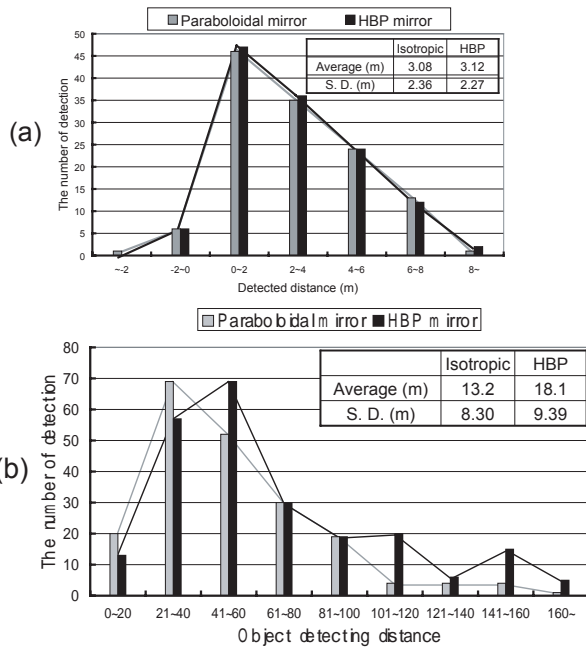 Paraboloidal mirror HBP mirror
(a)
The number of detection
50
45
40
35
30
25
20
15
10
5
0
Isotropic HBP
Average (m) 3.08 3.12
S. D. (m) 2.36 2.27
~-2 -2~0 0~2 2~4 4~6 6~8 8~
Detected distance (m)
Paraboloidal mirror HBP mirror
(b)
The number of detection
80
70
60
50
40
30
20
10
0
Isotropic HBP
Average (m) 13.2 18.1
S. D. (m) 8.30 9.39
0~20 21~40 41~60 61~80 81~100 101~120 121~140 141~160 160~
Object detecting distance